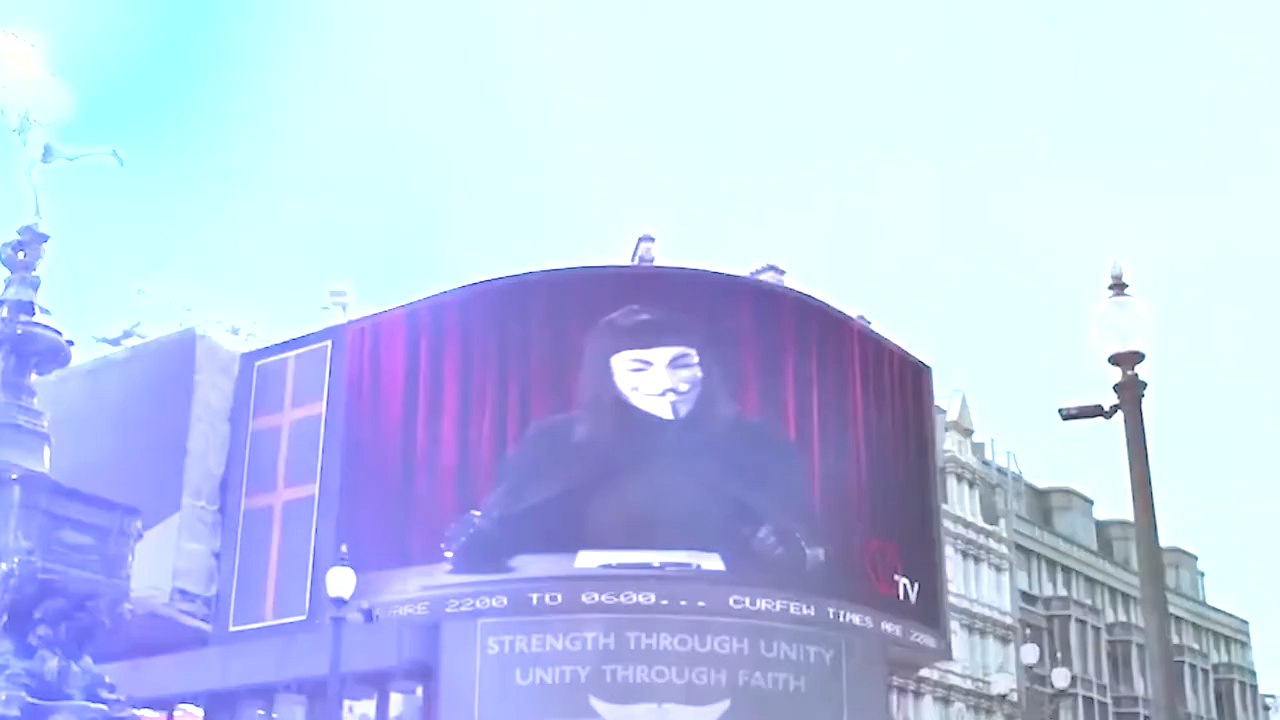 TV
ARE 2200 TO 0600... CURFEW TIMES ARE 2200
STRENGTH THROUGH UNITY
UNITY THROUGH FAITH